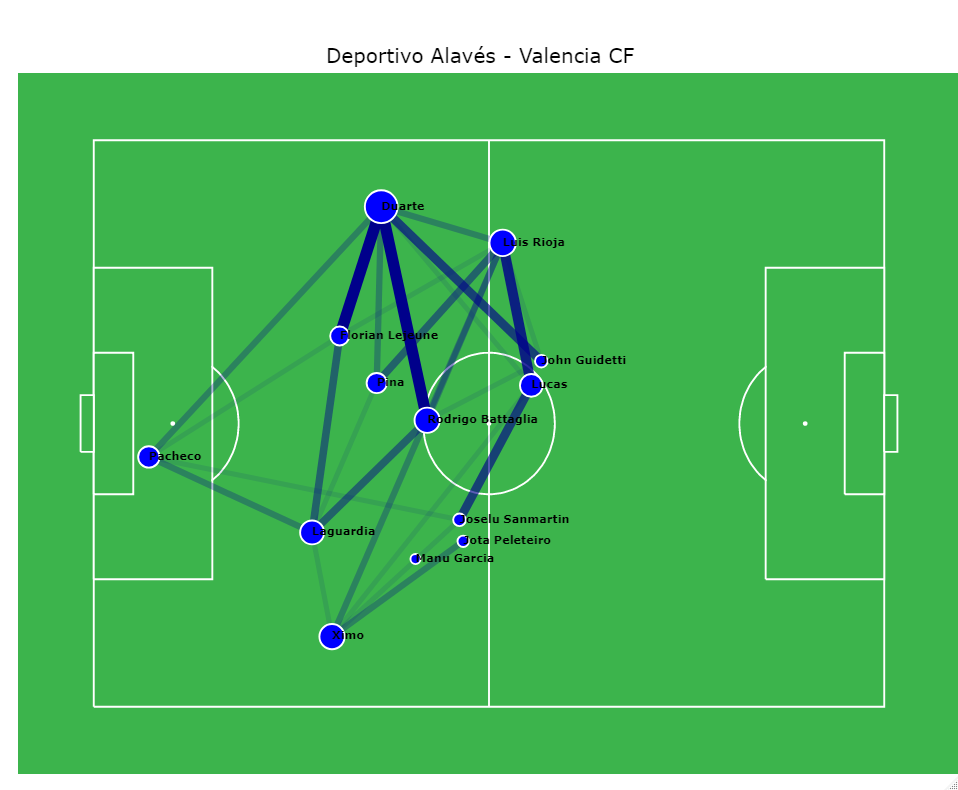 Deportivo Alavés - Valencia CF
Duarte
Luis Rioja
Florian Lejeune
John Guidetti
Pina
Lucas
Rodrigo Battaglia
Pacheco
Joselu Sanmartin
Laguardia
Jota Peleteiro
Manu Garcia
Ximo